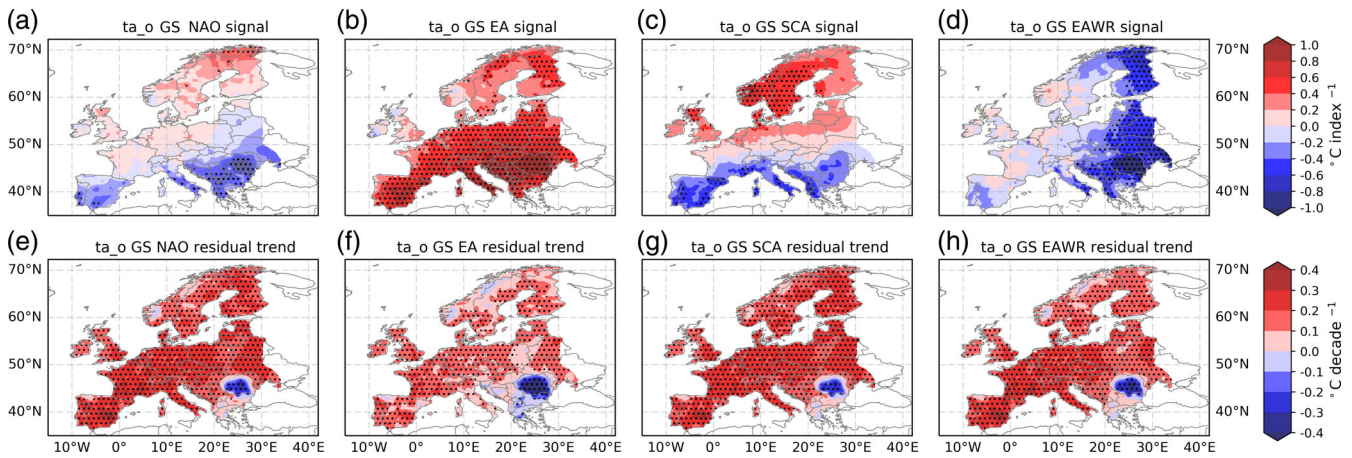 (a) ta_o GS NAO signal
(b) ta_o GS EA signal
(c) ta_o GS SCA signal
(d) ta_o GS EAWR signal
70°N
60°N
50°N
40°N
70°N
60°N
50°N
40°N
1.0
0.8
0.6
0.4
0.2
0.0
-0.2
-0.4
-0.6
-0.8
-1.0
°C index ⁻¹
(e) ta_o GS NAO residual trend
(f) ta_o GS EA residual trend
(g) ta_o GS SCA residual trend
(h) ta_o GS EAWR residual trend
70°N
60°N
50°N
40°N
70°N
60°N
50°N
40°N
0.4
0.3
0.2
0.1
0.0
-0.1
-0.2
-0.3
-0.4
°C decade ⁻¹
10°W 0° 10°E 20°E 30°E 40°E
10°W 0° 10°E 20°E 30°E 40°E
10°W 0° 10°E 20°E 30°E 40°E
10°W 0° 10°E 20°E 30°E 40°E